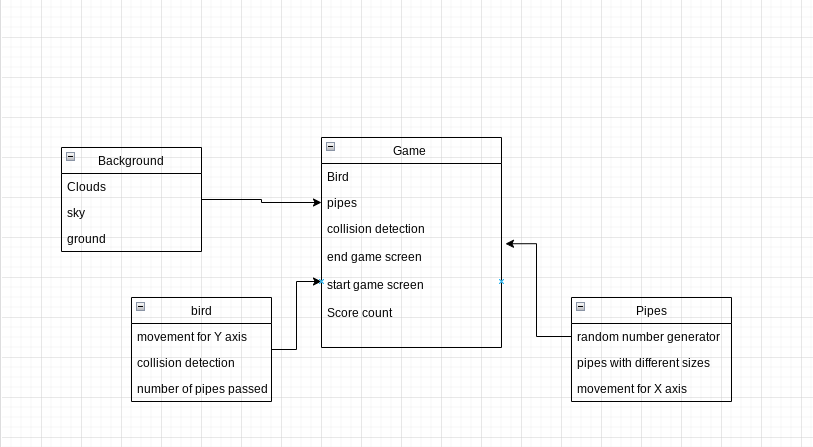 Background
Clouds
sky
ground
Game
Bird
pipes
collision detection
end game screen
start game screen
Score count
bird
movement for Y axis
collision detection
number of pipes passed
Pipes
random number generator
pipes with different sizes
movement for X axis